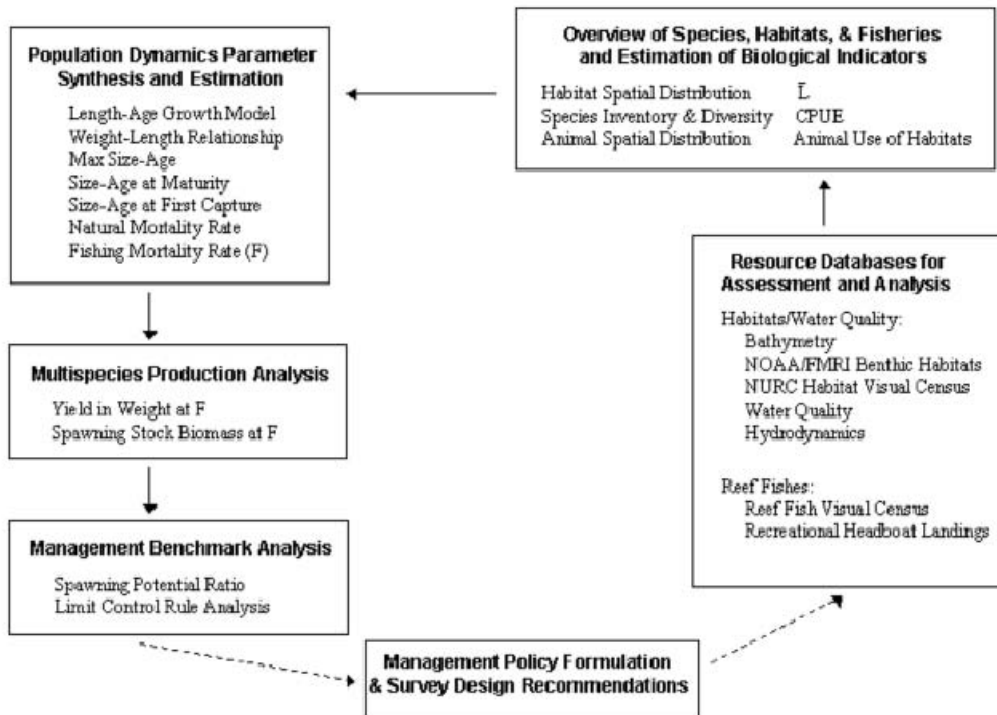 Population Dynamics Parameter
Synthesis and Estimation
Length-Age Growth Model
Weight-Length Relationship
Max Size-Age
Size-Age at Maturity
Size-Age at First Capture
Natural Mortality Rate
Fishing Mortality Rate (F)
Multispecies Production Analysis
Yield in Weight at F
Spawning Stock Biomass at F
Management Benchmark Analysis
Spawning Potential Ratio
Limit Control Rule Analysis
Management Policy Formulation
& Survey Design Recommendations
Resource Databases for
Assessment and Analysis
Habitats/Water Quality:
Bathymetry
NOAA/FMRI Benthic Habitats
NURC Habitat Visual Census
Water Quality
Hydrodynamics
Reef Fishes:
Reef Fish Visual Census
Recreational Headboat Landings
Overview of Species, Habitats, & Fisheries
and Estimation of Biological Indicators
Habitat Spatial Distribution L̄
Species Inventory & Diversity CPUE
Animal Spatial Distribution Animal Use of Habitats